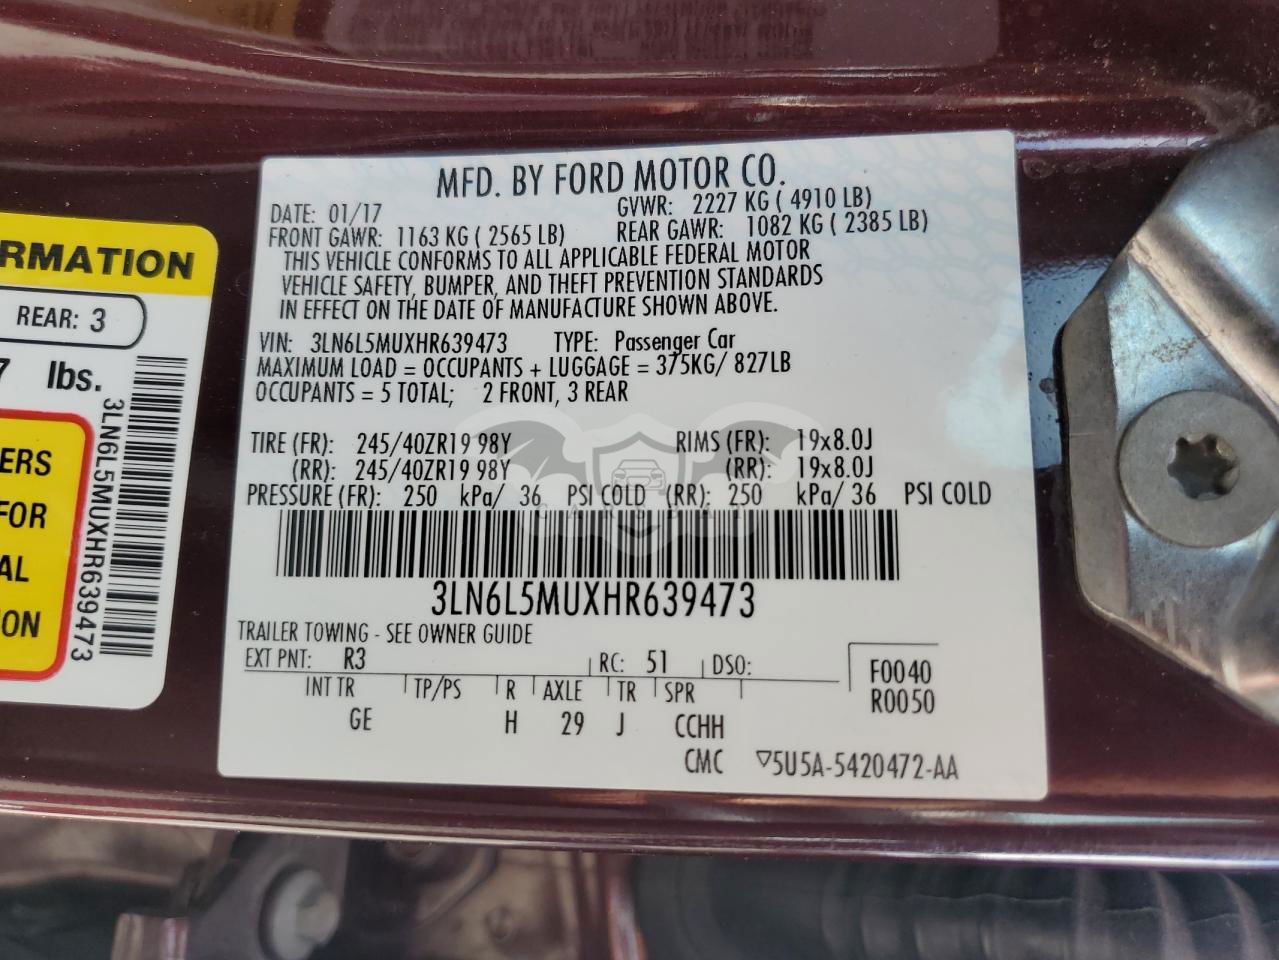 RMATION
REAR: 3
7 lbs.
3LN6L5MUXHR639473
ERS
FOR
AL
ON
MFD. BY FORD MOTOR CO.
DATE: 01/17 GVWR: 2227 KG ( 4910 LB)
FRONT GAWR: 1163 KG ( 2565 LB) REAR GAWR: 1082 KG ( 2385 LB)
THIS VEHICLE CONFORMS TO ALL APPLICABLE FEDERAL MOTOR
VEHICLE SAFETY, BUMPER, AND THEFT PREVENTION STANDARDS
IN EFFECT ON THE DATE OF MANUFACTURE SHOWN ABOVE.
VIN: 3LN6L5MUXHR639473 TYPE: Passenger Car
MAXIMUM LOAD = OCCUPANTS + LUGGAGE = 375KG/ 827LB
OCCUPANTS = 5 TOTAL; 2 FRONT, 3 REAR
TIRE (FR): 245/40ZR19 98Y RIMS (FR): 19x8.0J
(RR): 245/40ZR19 98Y (RR): 19x8.0J
PRESSURE (FR): 250 kPa/ 36 PSI COLD (RR): 250 kPa/ 36 PSI COLD
3LN6L5MUXHR639473
TRAILER TOWING - SEE OWNER GUIDE
EXT PNT: R3 RC: 51 DSO: F0040
INT TR TP/PS R AXLE TR SPR R0050
GE H 29 J CCHH
CMC ▽5U5A-5420472-AA